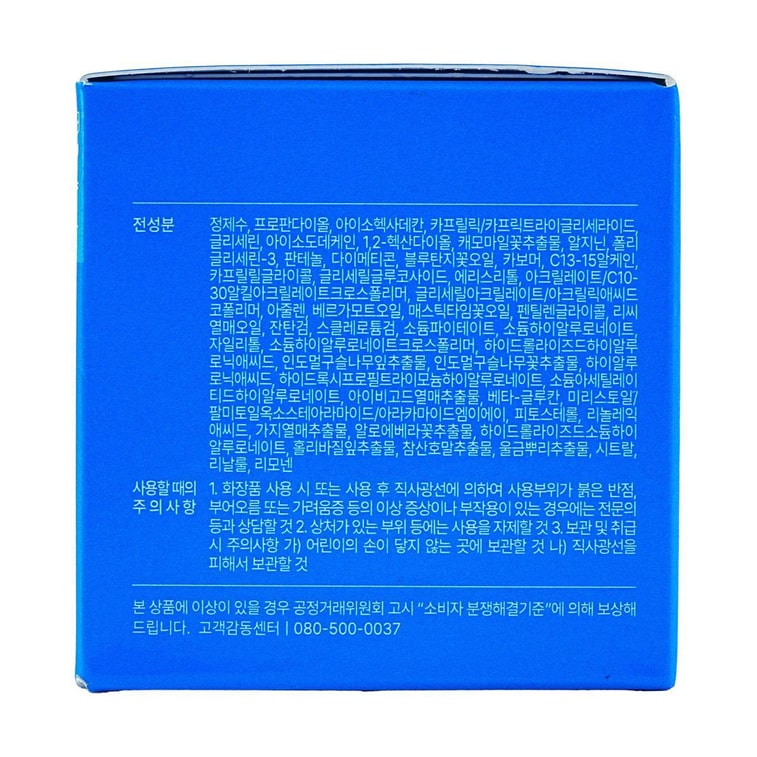 전성분
정제수, 프로판다이올, 아이소헥사데칸, 카프릴릭/카프릭트라이글리세라이드,
글리세린, 아이소도데케인, 1,2-헥산다이올, 캐모마일꽃추출물, 알지닌, 폴리
글리세린-3, 판테놀, 다이메티콘, 블루탄지꽃오일, 카보머, C13-15알케인,
카프릴릴글라이콜, 글리세릴글루코사이드, 에리스리톨, 아크릴레이트/C10-
30알킬아크릴레이트크로스폴리머, 글리세릴아크릴레이트/아크릴릭애씨드
코폴리머, 아줄렌, 베르가모트오일, 매스틱타임꽃오일, 펜틸렌글라이콜, 리씨
열매오일, 잔탄검, 스클레로튬검, 소듐파이테이트, 소듐하이알루로네이트,
자일리톨, 소듐하이알루로네이트크로스폴리머, 하이드롤라이즈드하이알루
로닉애씨드, 인도멀구슬나무잎추출물, 인도멀구슬나무꽃추출물, 하이알루
로닉애씨드, 하이드록시프로필트라이모늄하이알루로네이트, 소듐아세틸레이
티드하이알루로네이트, 아이비고드열매추출물, 베타-글루칸, 미리스토일/
팔미토일옥소스테아라마이드/아라카마이드엠이에이, 피토스테롤, 리놀레익
애씨드, 가지열매추출물, 알로에베라꽃추출물, 하이드롤라이즈드소듐하이
알루로네이트, 홀리바질잎추출물, 참산호말추출물, 울금뿌리추출물, 시트랄,
리날룰, 리모넨
사용할 때의
주 의 사 항
1. 화장품 사용 시 또는 사용 후 직사광선에 의하여 사용부위가 붉은 반점,
부어오름 또는 가려움증 등의 이상 증상이나 부작용이 있는 경우에는 전문의
등과 상담할 것 2. 상처가 있는 부위 등에는 사용을 자제할 것 3. 보관 및 취급
시 주의사항 가) 어린이의 손이 닿지 않는 곳에 보관할 것 나) 직사광선을
피해서 보관할 것
본 상품에 이상이 있을 경우 공정거래위원회 고시 “소비자 분쟁해결기준”에 의해 보상해
드립니다. 고객감동센터 | 080-500-0037